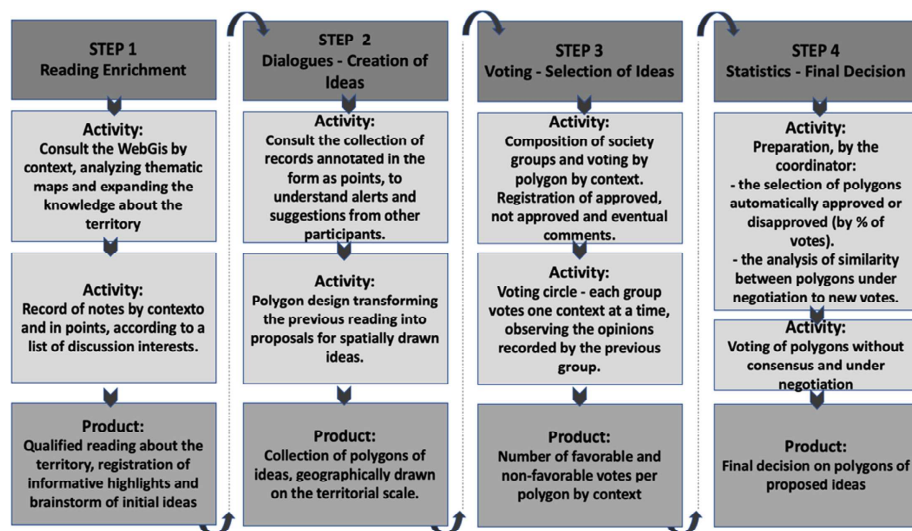 STEP 1
Reading Enrichment
Activity:
Consult the WebGis by
context, analyzing thematic
maps and expanding the
knowledge about the
territory
Activity:
Record of notes by contexto
and in points, according to a
list of discussion interests.
Product:
Qualified reading about the
territory, registration of
informative highlights and
brainstorm of initial ideas
STEP 2
Dialogues - Creation of
Ideas
Activity:
Consult the collection of
records annotated in the
form as points, to
understand alerts and
suggestions from other
participants.
Activity:
Polygon design transforming
the previous reading into
proposals for spatially drawn
ideas.
Product:
Collection of polygons of
ideas, geographically drawn
on the territorial scale.
STEP 3
Voting - Selection of Ideas
Activity:
Composition of society
groups and voting by
polygon by context.
Registration of approved,
not approved and eventual
comments.
Activity:
Voting circle - each group
votes one context at a time,
observing the opinions
recorded by the previous
group.
Product:
Number of favorable and
non-favorable votes per
polygon by context
STEP 4
Statistics - Final Decision
Activity:
Preparation, by the
coordinator:
- the selection of polygons
automatically approved or
disapproved (by % of
votes).
- the analysis of similarity
between polygons under
negotiation to new votes.
Activity:
Voting of polygons without
consensus and under
negotiation
Product:
Final decision on polygons of
proposed ideas